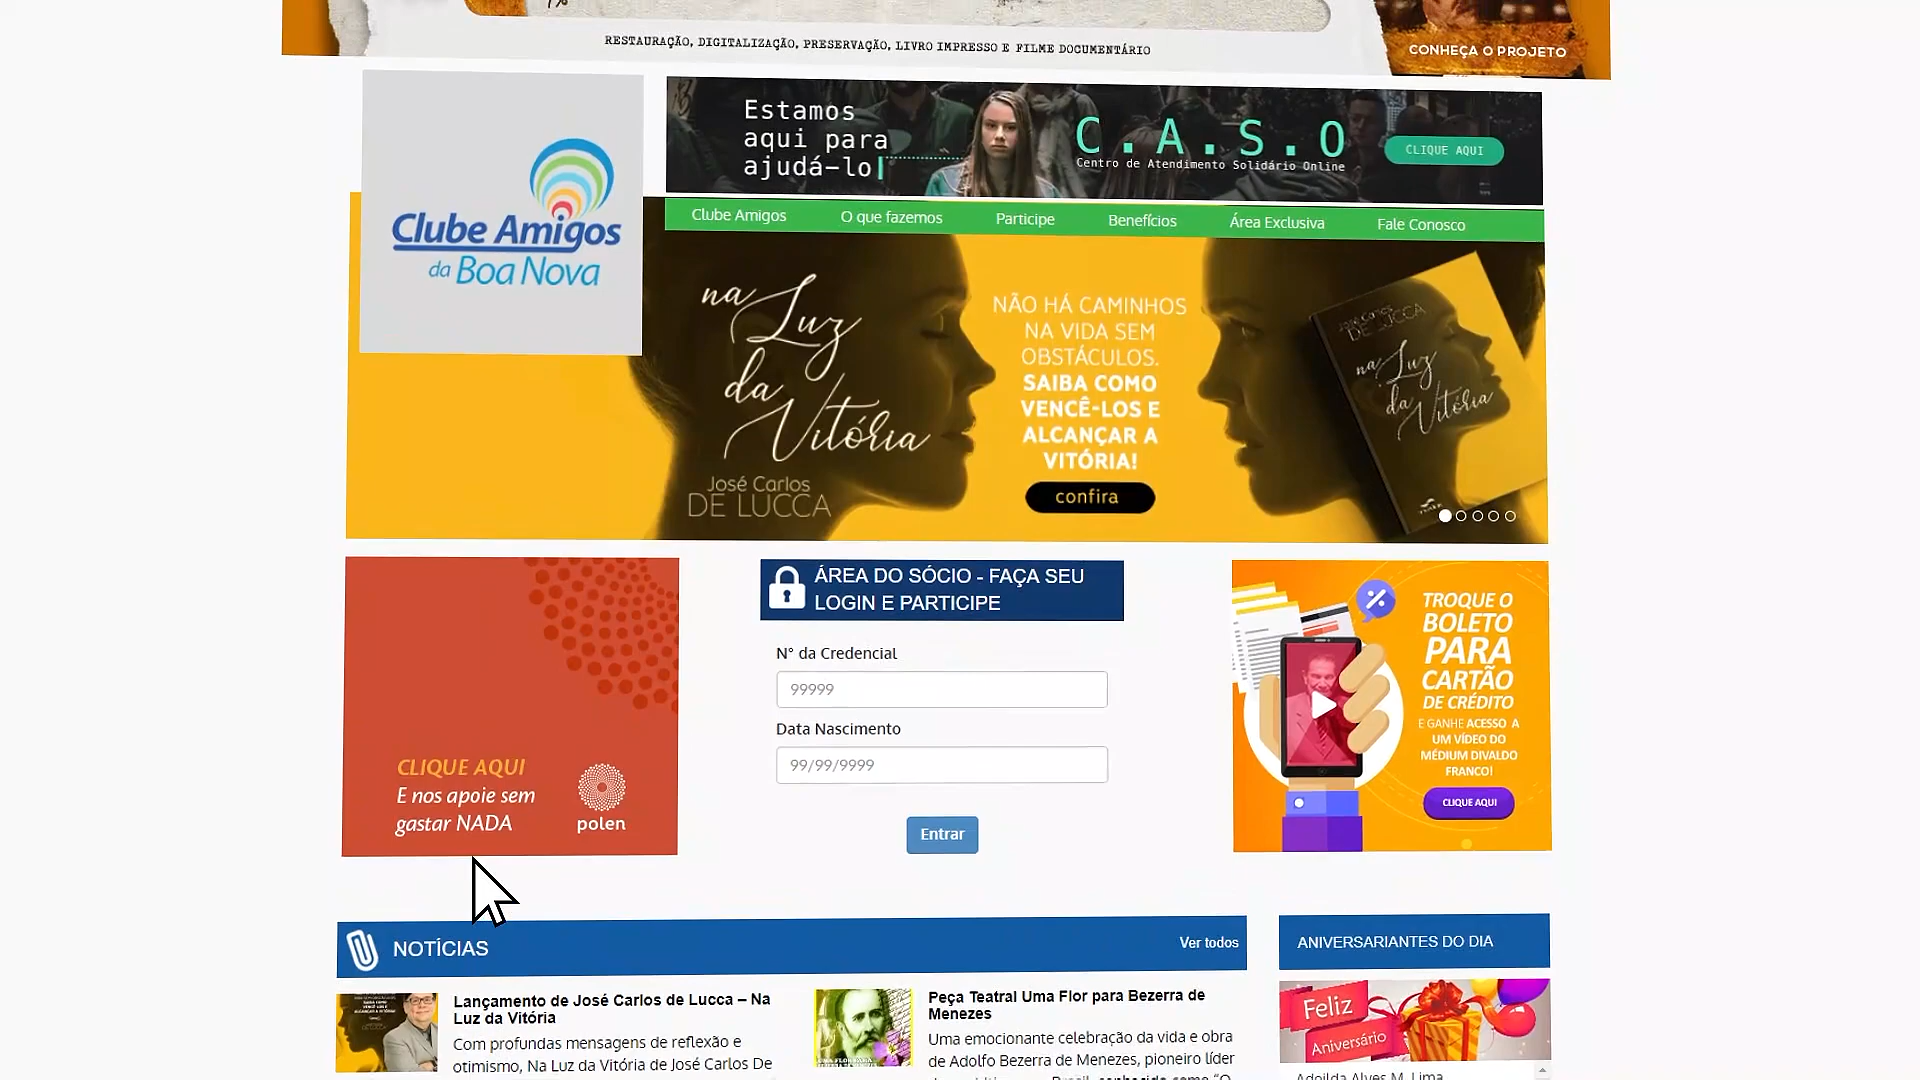 RESTAURAÇÃO, DIGITALIZAÇÃO, PRESERVAÇÃO, LIVRO IMPRESSO E FILME DOCUMENTÁRIO
CONHEÇA O PROJETO
Clube Amigos
da Boa Nova
Estamos
aqui para
ajudá-lo
C.A.S.O
Centro de Atendimento Solidário Online
CLIQUE AQUI
Clube Amigos
O que fazemos
Participe
Benefícios
Área Exclusiva
Fale Conosco
na Luz
da
Vitória
José Carlos
DE LUCCA
NÃO HÁ CAMINHOS
NA VIDA SEM
OBSTÁCULOS.
SAIBA COMO
VENCÊ-LOS E
ALCANÇAR A
VITÓRIA!
confira
JOSÉ CARLOS
DE LUCCA
na Luz
da
Vitória
CLIQUE AQUI
E nos apoie sem
gastar NADA
polen
ÁREA DO SÓCIO - FAÇA SEU
LOGIN E PARTICIPE
N° da Credencial
99999
Data Nascimento
99/99/9999
Entrar
TROQUE O
BOLETO
PARA
CARTÃO
DE CRÉDITO
E GANHE ACESSO A
UM VÍDEO DO
MÉDIUM DIVALDO
FRANCO!
CLIQUE AQUI
NOTÍCIAS
Ver todos
Lançamento de José Carlos de Lucca – Na
Luz da Vitória
Com profundas mensagens de reflexão e
otimismo, Na Luz da Vitória de José Carlos De
Peça Teatral Uma Flor para Bezerra de
Menezes
Uma emocionante celebração da vida e obra
de Adolfo Bezerra de Menezes, pioneiro líder
ANIVERSARIANTES DO DIA
Feliz
Aniversário
Adoilda Alves M. Lima